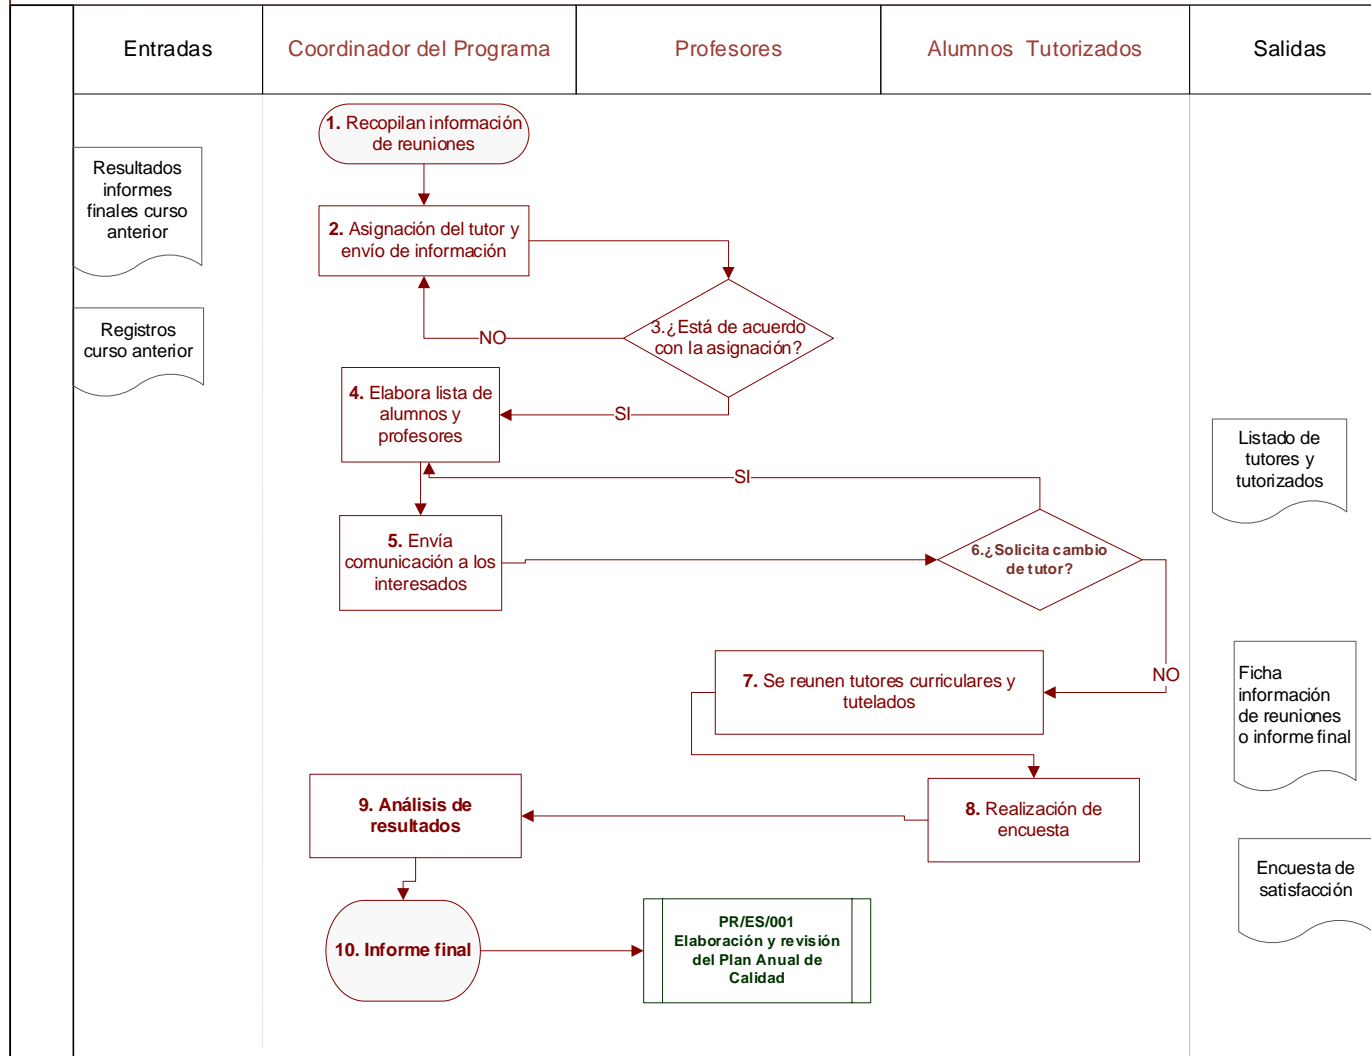 Entradas
Coordinador del Programa
Profesores
Alumnos Tutorizados
Salidas
1. Recopilan información
de reuniones
Resultados
informes
finales curso
anterior
2. Asignación del tutor y
envío de información
Registros
curso anterior
3.¿Está de acuerdo
con la asignación?
NO
4. Elabora lista de
alumnos y
profesores
SI
Listado de
tutores y
tutorizados
SI
5. Envía
comunicación a los
interesados
6.¿Solicita cambio
de tutor?
NO
7. Se reunen tutores curriculares y
tutelados
Ficha
información
de reuniones
o informe final
8. Realización de
encuesta
9. Análisis de
resultados
Encuesta de
satisfacción
10. Informe final
PR/ES/001
Elaboración y revisión
del Plan Anual de
Calidad